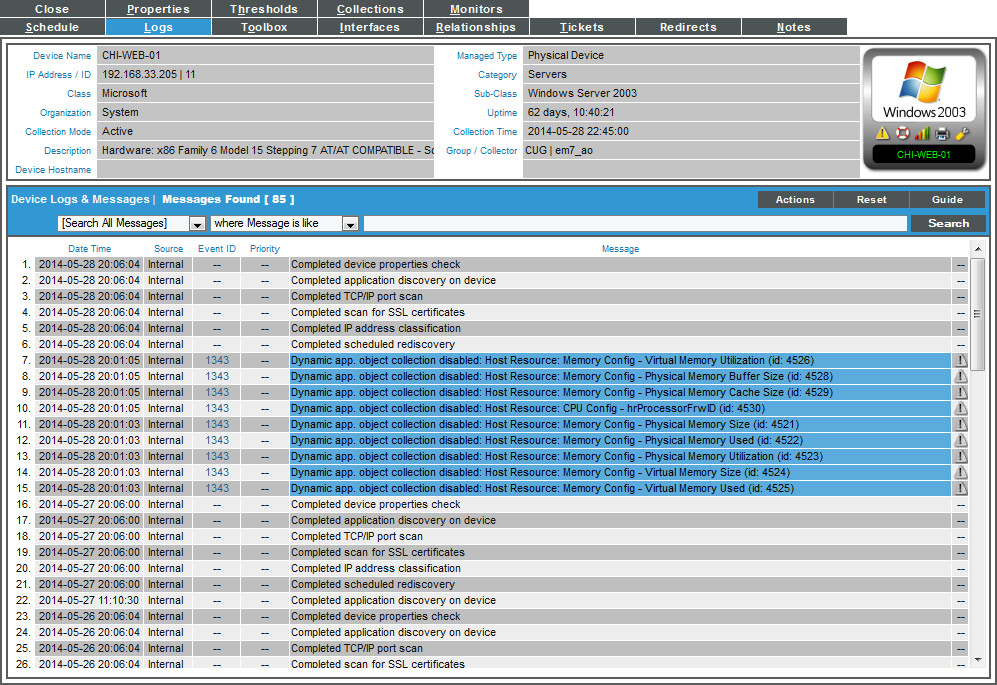 Close Properties Thresholds Collections Monitors
Schedule Logs Toolbox Interfaces Relationships Tickets Redirects Notes
Device Name CHI-WEB-01 Managed Type Physical Device
IP Address / ID 192.168.33.205 | 11 Category Servers
Class Microsoft Sub-Class Windows Server 2003
Organization System Uptime 62 days, 10:40:21
Collection Mode Active Collection Time 2014-05-28 22:45:00
Description Hardware: x86 Family 6 Model 15 Stepping 7 AT/AT COMPATIBLE - Sc Group / Collector CUG | em7_ao
Device Hostname
Windows 2003
CHI-WEB-01
Device Logs & Messages | Messages Found [ 85 ] Actions Reset Guide
[Search All Messages] where Message is like Search
Date Time Source Event ID Priority Message
1. 2014-05-28 20:06:04 Internal -- -- Completed device properties check --
2. 2014-05-28 20:06:04 Internal -- -- Completed application discovery on device --
3. 2014-05-28 20:06:04 Internal -- -- Completed TCP/IP port scan --
4. 2014-05-28 20:06:04 Internal -- -- Completed scan for SSL certificates --
5. 2014-05-28 20:06:04 Internal -- -- Completed IP address classification --
6. 2014-05-28 20:06:04 Internal -- -- Completed scheduled rediscovery --
7. 2014-05-28 20:01:05 Internal 1343 -- Dynamic app. object collection disabled: Host Resource: Memory Config - Virtual Memory Utilization (id: 4526)
8. 2014-05-28 20:01:05 Internal 1343 -- Dynamic app. object collection disabled: Host Resource: Memory Config - Physical Memory Buffer Size (id: 4528)
9. 2014-05-28 20:01:05 Internal 1343 -- Dynamic app. object collection disabled: Host Resource: Memory Config - Physical Memory Cache Size (id: 4529)
10. 2014-05-28 20:01:05 Internal 1343 -- Dynamic app. object collection disabled: Host Resource: CPU Config - hrProcessorFrwID (id: 4530)
11. 2014-05-28 20:01:03 Internal 1343 -- Dynamic app. object collection disabled: Host Resource: Memory Config - Physical Memory Size (id: 4521)
12. 2014-05-28 20:01:03 Internal 1343 -- Dynamic app. object collection disabled: Host Resource: Memory Config - Physical Memory Used (id: 4522)
13. 2014-05-28 20:01:03 Internal 1343 -- Dynamic app. object collection disabled: Host Resource: Memory Config - Physical Memory Utilization (id: 4523)
14. 2014-05-28 20:01:03 Internal 1343 -- Dynamic app. object collection disabled: Host Resource: Memory Config - Virtual Memory Size (id: 4524)
15. 2014-05-28 20:01:03 Internal 1343 -- Dynamic app. object collection disabled: Host Resource: Memory Config - Virtual Memory Used (id: 4525)
16. 2014-05-27 20:06:00 Internal -- -- Completed device properties check --
17. 2014-05-27 20:06:00 Internal -- -- Completed application discovery on device --
18. 2014-05-27 20:06:00 Internal -- -- Completed TCP/IP port scan --
19. 2014-05-27 20:06:00 Internal -- -- Completed scan for SSL certificates --
20. 2014-05-27 20:06:00 Internal -- -- Completed IP address classification --
21. 2014-05-27 20:06:00 Internal -- -- Completed scheduled rediscovery --
22. 2014-05-27 11:10:30 Internal -- -- Completed application discovery on device --
23. 2014-05-26 20:06:04 Internal -- -- Completed device properties check --
24. 2014-05-26 20:06:04 Internal -- -- Completed application discovery on device --
25. 2014-05-26 20:06:04 Internal -- -- Completed TCP/IP port scan --
26. 2014-05-26 20:06:04 Internal -- -- Completed scan for SSL certificates --